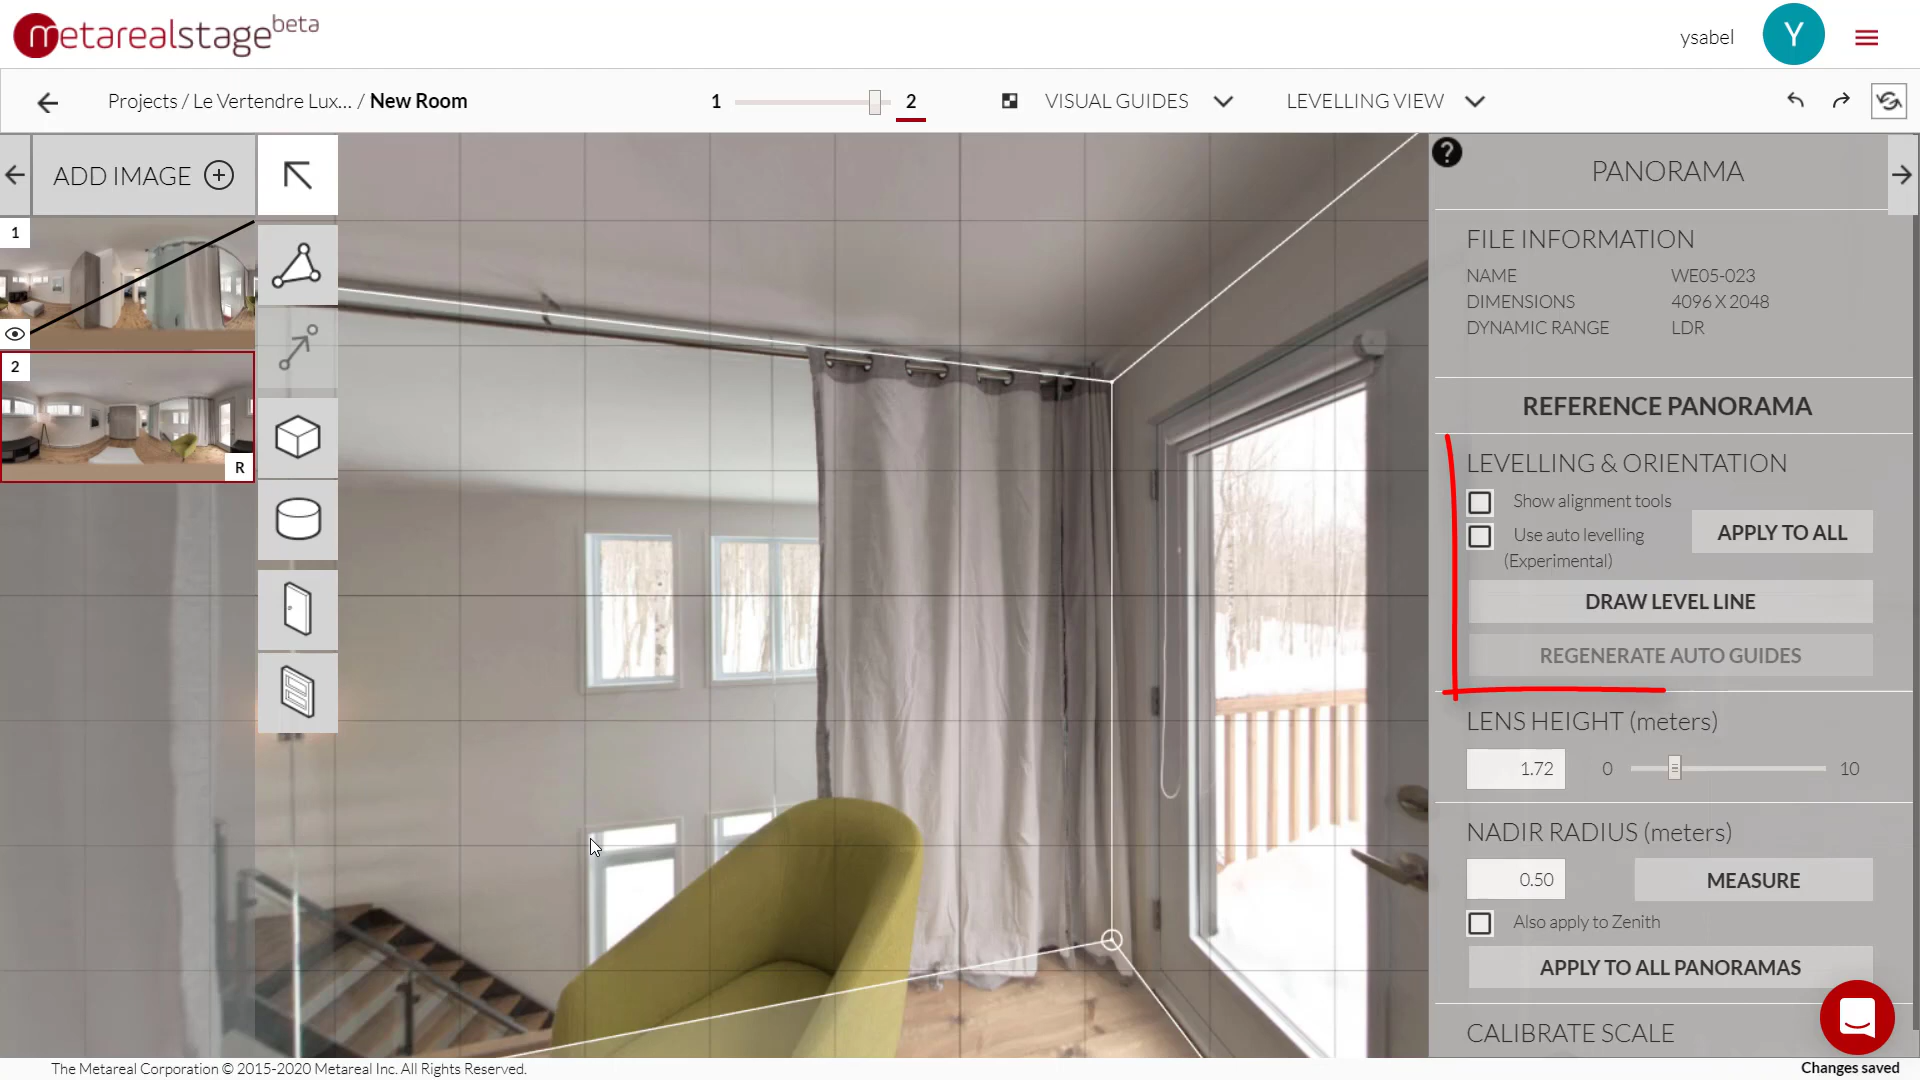 metarealstage beta
ysabel
Y
Projects / Le Vertendre Lux... / New Room
1
2
VISUAL GUIDES
LEVELLING VIEW
ADD IMAGE
1
2
R
?
PANORAMA
FILE INFORMATION
NAME WE05-023
DIMENSIONS 4096 X 2048
DYNAMIC RANGE LDR
REFERENCE PANORAMA
LEVELLING & ORIENTATION
Show alignment tools
Use auto levelling
(Experimental)
APPLY TO ALL
DRAW LEVEL LINE
REGENERATE AUTO GUIDES
LENS HEIGHT (meters)
1.72 0 10
NADIR RADIUS (meters)
0.50 MEASURE
Also apply to Zenith
APPLY TO ALL PANORAMAS
CALIBRATE SCALE
The Metareal Corporation © 2015-2020 Metareal Inc. All Rights Reserved.
Changes saved